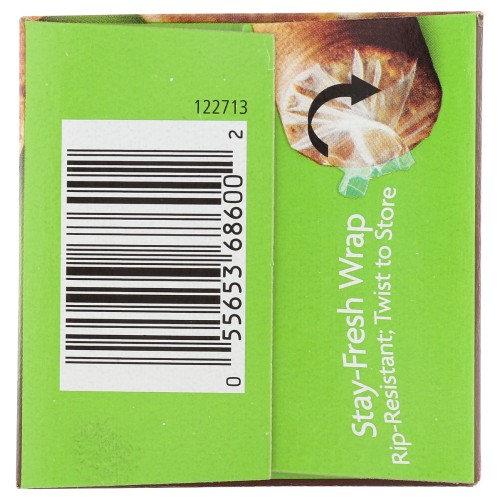 122713
0 55653 68600 2
Stay-Fresh Wrap
Rip-Resistant; Twist to Store